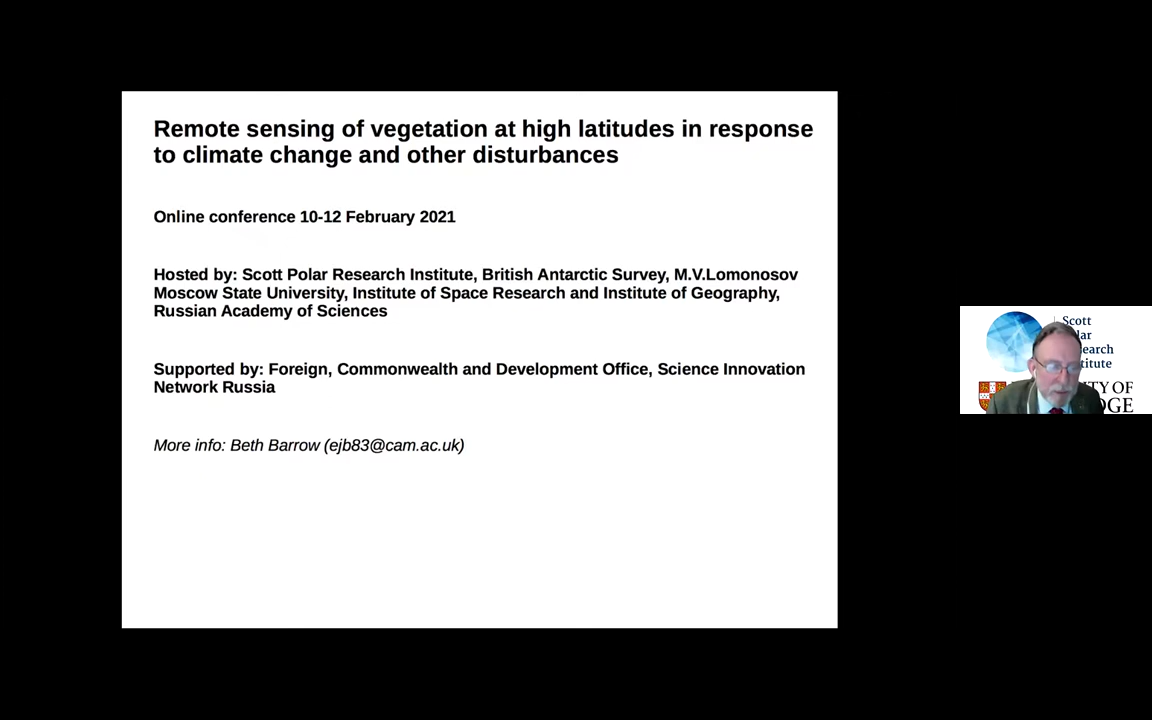 Remote sensing of vegetation at high latitudes in response
to climate change and other disturbances
Online conference 10-12 February 2021
Hosted by: Scott Polar Research Institute, British Antarctic Survey, M.V.Lomonosov
Moscow State University, Institute of Space Research and Institute of Geography,
Russian Academy of Sciences
Supported by: Foreign, Commonwealth and Development Office, Science Innovation
Network Russia
More info: Beth Barrow (ejb83@cam.ac.uk)
Scott